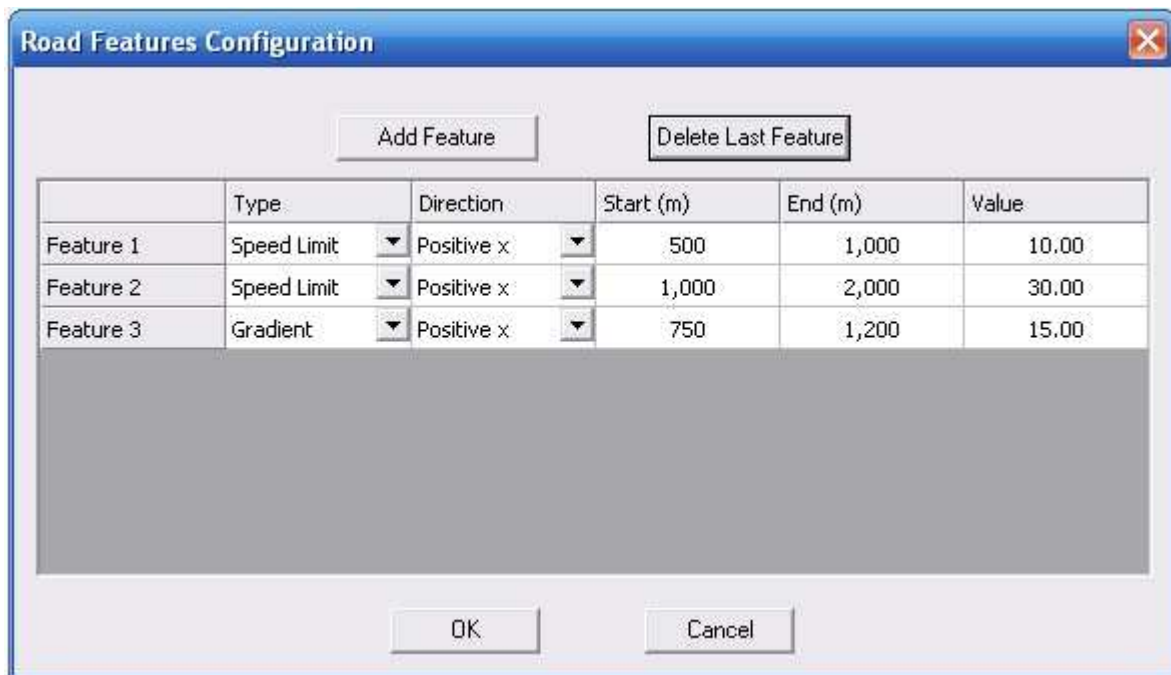 Road Features Configuration
Add Feature Delete Last Feature
Type Direction Start (m) End (m) Value
Feature 1 Speed Limit Positive x 500 1,000 10.00
Feature 2 Speed Limit Positive x 1,000 2,000 30.00
Feature 3 Gradient Positive x 750 1,200 15.00
OK Cancel